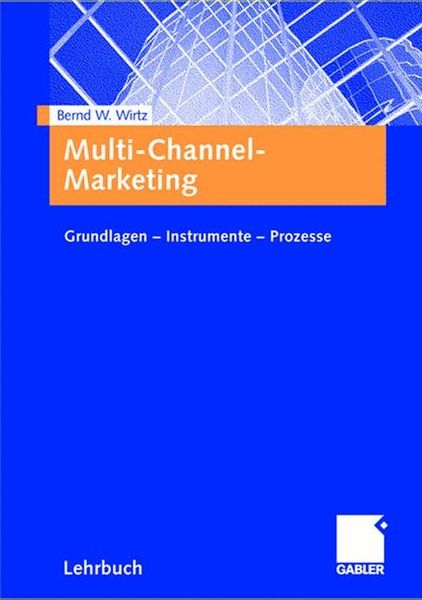 Bernd W. Wirtz
Multi-Channel-
Marketing
Grundlagen – Instrumente – Prozesse
Lehrbuch
GABLER